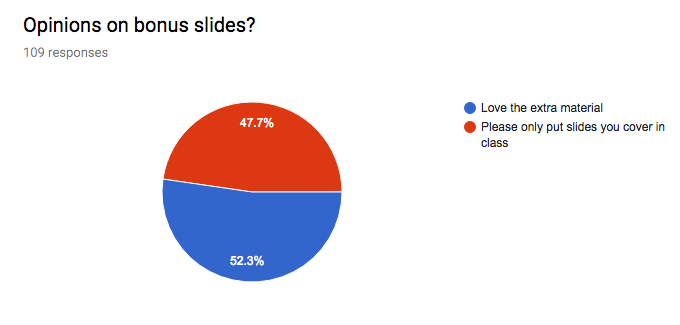 Opinions on bonus slides?
109 responses
47.7%
52.3%
Love the extra material
Please only put slides you cover in
class